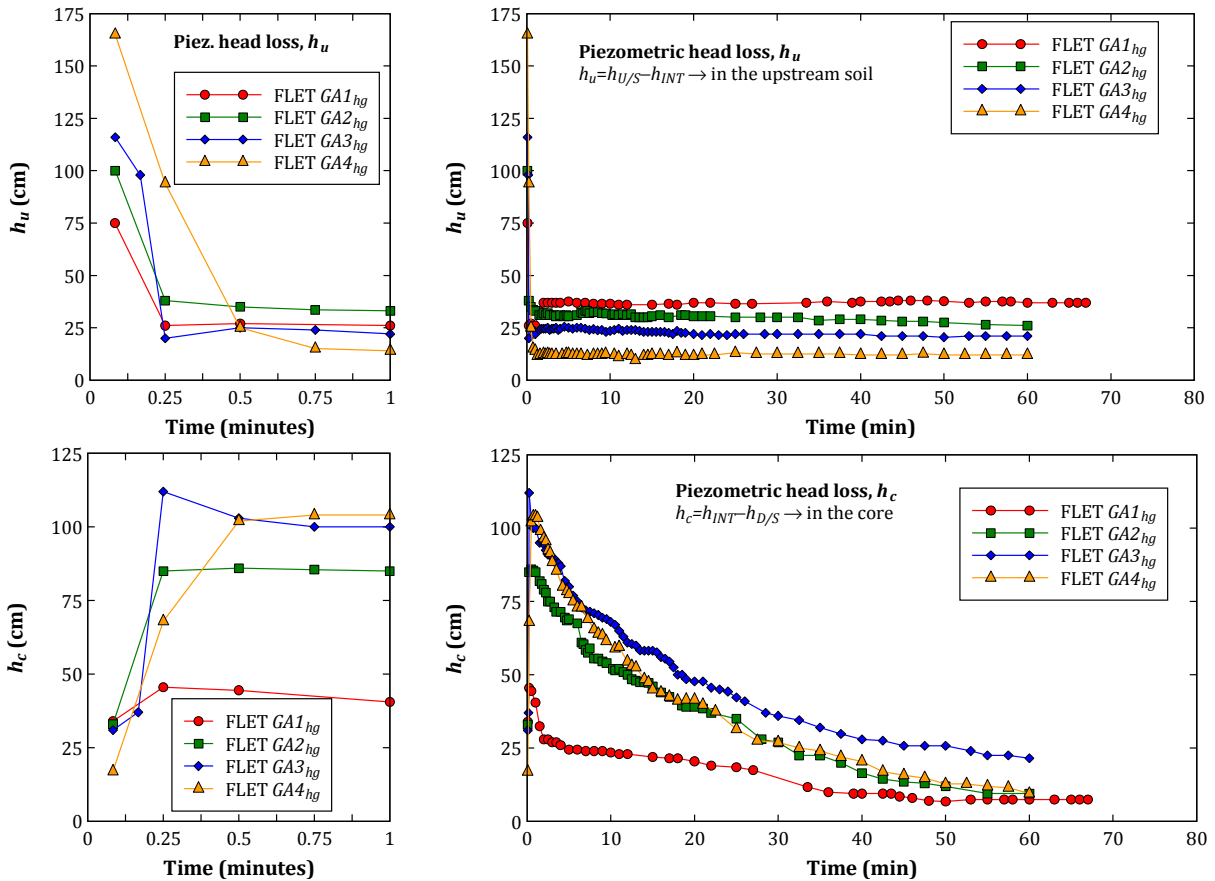 Piez. head loss, h_u
FLET GA1_hg
FLET GA2_hg
FLET GA3_hg
FLET GA4_hg
175
150
125
100
75
50
25
0
h_u (cm)
0 0.25 0.5 0.75 1
Time (minutes)
Piezometric head loss, h_u
h_u=h_U/S−h_INT → in the upstream soil
FLET GA1_hg
FLET GA2_hg
FLET GA3_hg
FLET GA4_hg
175
150
125
100
75
50
25
0
h_u (cm)
0 10 20 30 40 50 60 70 80
Time (min)
125
100
75
50
25
0
h_c (cm)
FLET GA1_hg
FLET GA2_hg
FLET GA3_hg
FLET GA4_hg
0 0.25 0.5 0.75 1
Time (minutes)
Piezometric head loss, h_c
h_c=h_INT−h_D/S → in the core
FLET GA1_hg
FLET GA2_hg
FLET GA3_hg
FLET GA4_hg
125
100
75
50
25
0
h_c (cm)
0 10 20 30 40 50 60 70 80
Time (min)